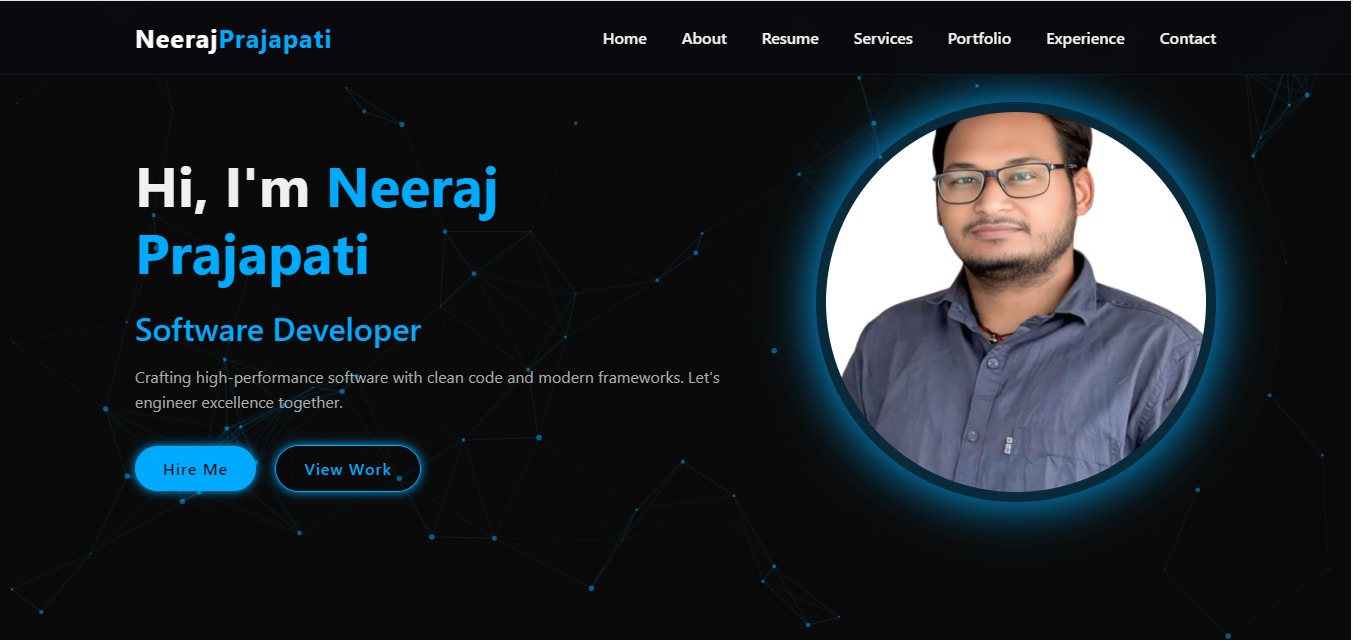 NeerajPrajapati
Home About Resume Services Portfolio Experience Contact
Hi, I'm Neeraj
Prajapati
Software Developer
Crafting high-performance software with clean code and modern frameworks. Let's
engineer excellence together.
Hire Me
View Work